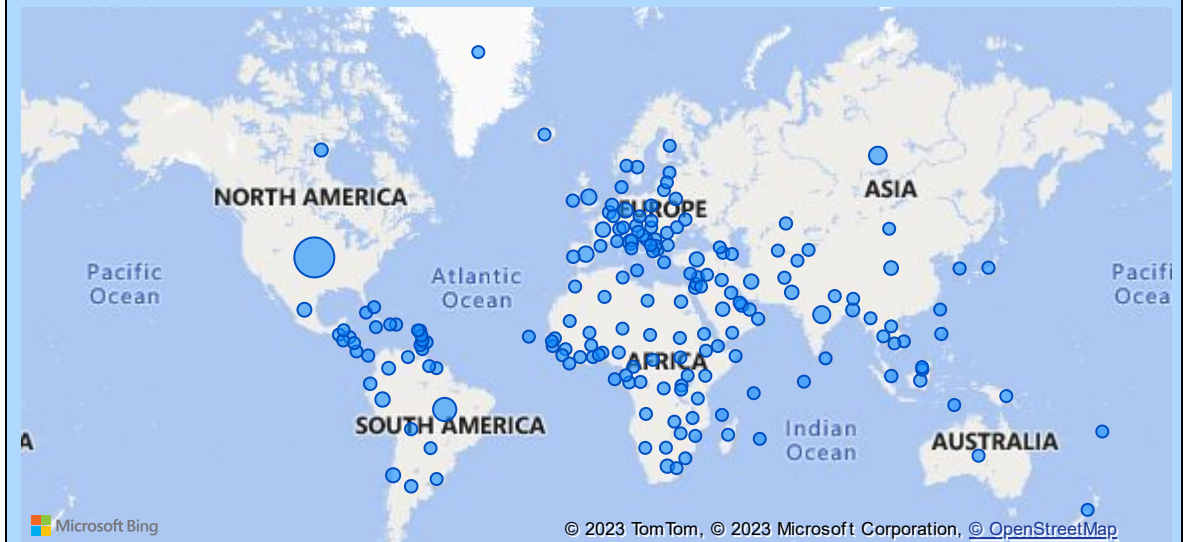 NORTH AMERICA
ASIA
EUROPE
Pacific
Ocean
Atlantic
Ocean
Pacifi
Ocea
AFRICA
SOUTH AMERICA
Indian
Ocean
A
AUSTRALIA
Microsoft Bing
© 2023 TomTom, © 2023 Microsoft Corporation, © OpenStreetMap